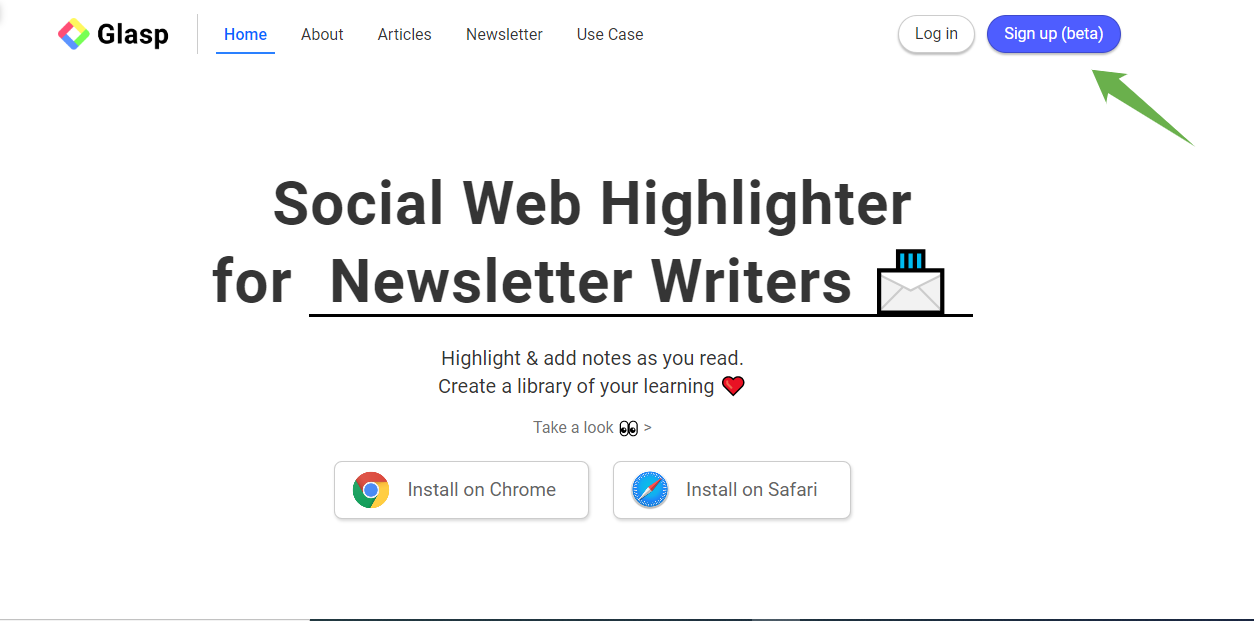 Glasp
Home About Articles Newsletter Use Case Log in Sign up (beta)
Social Web Highlighter
for Newsletter Writers
Highlight & add notes as you read.
Create a library of your learning
Take a look >
Install on Chrome Install on Safari